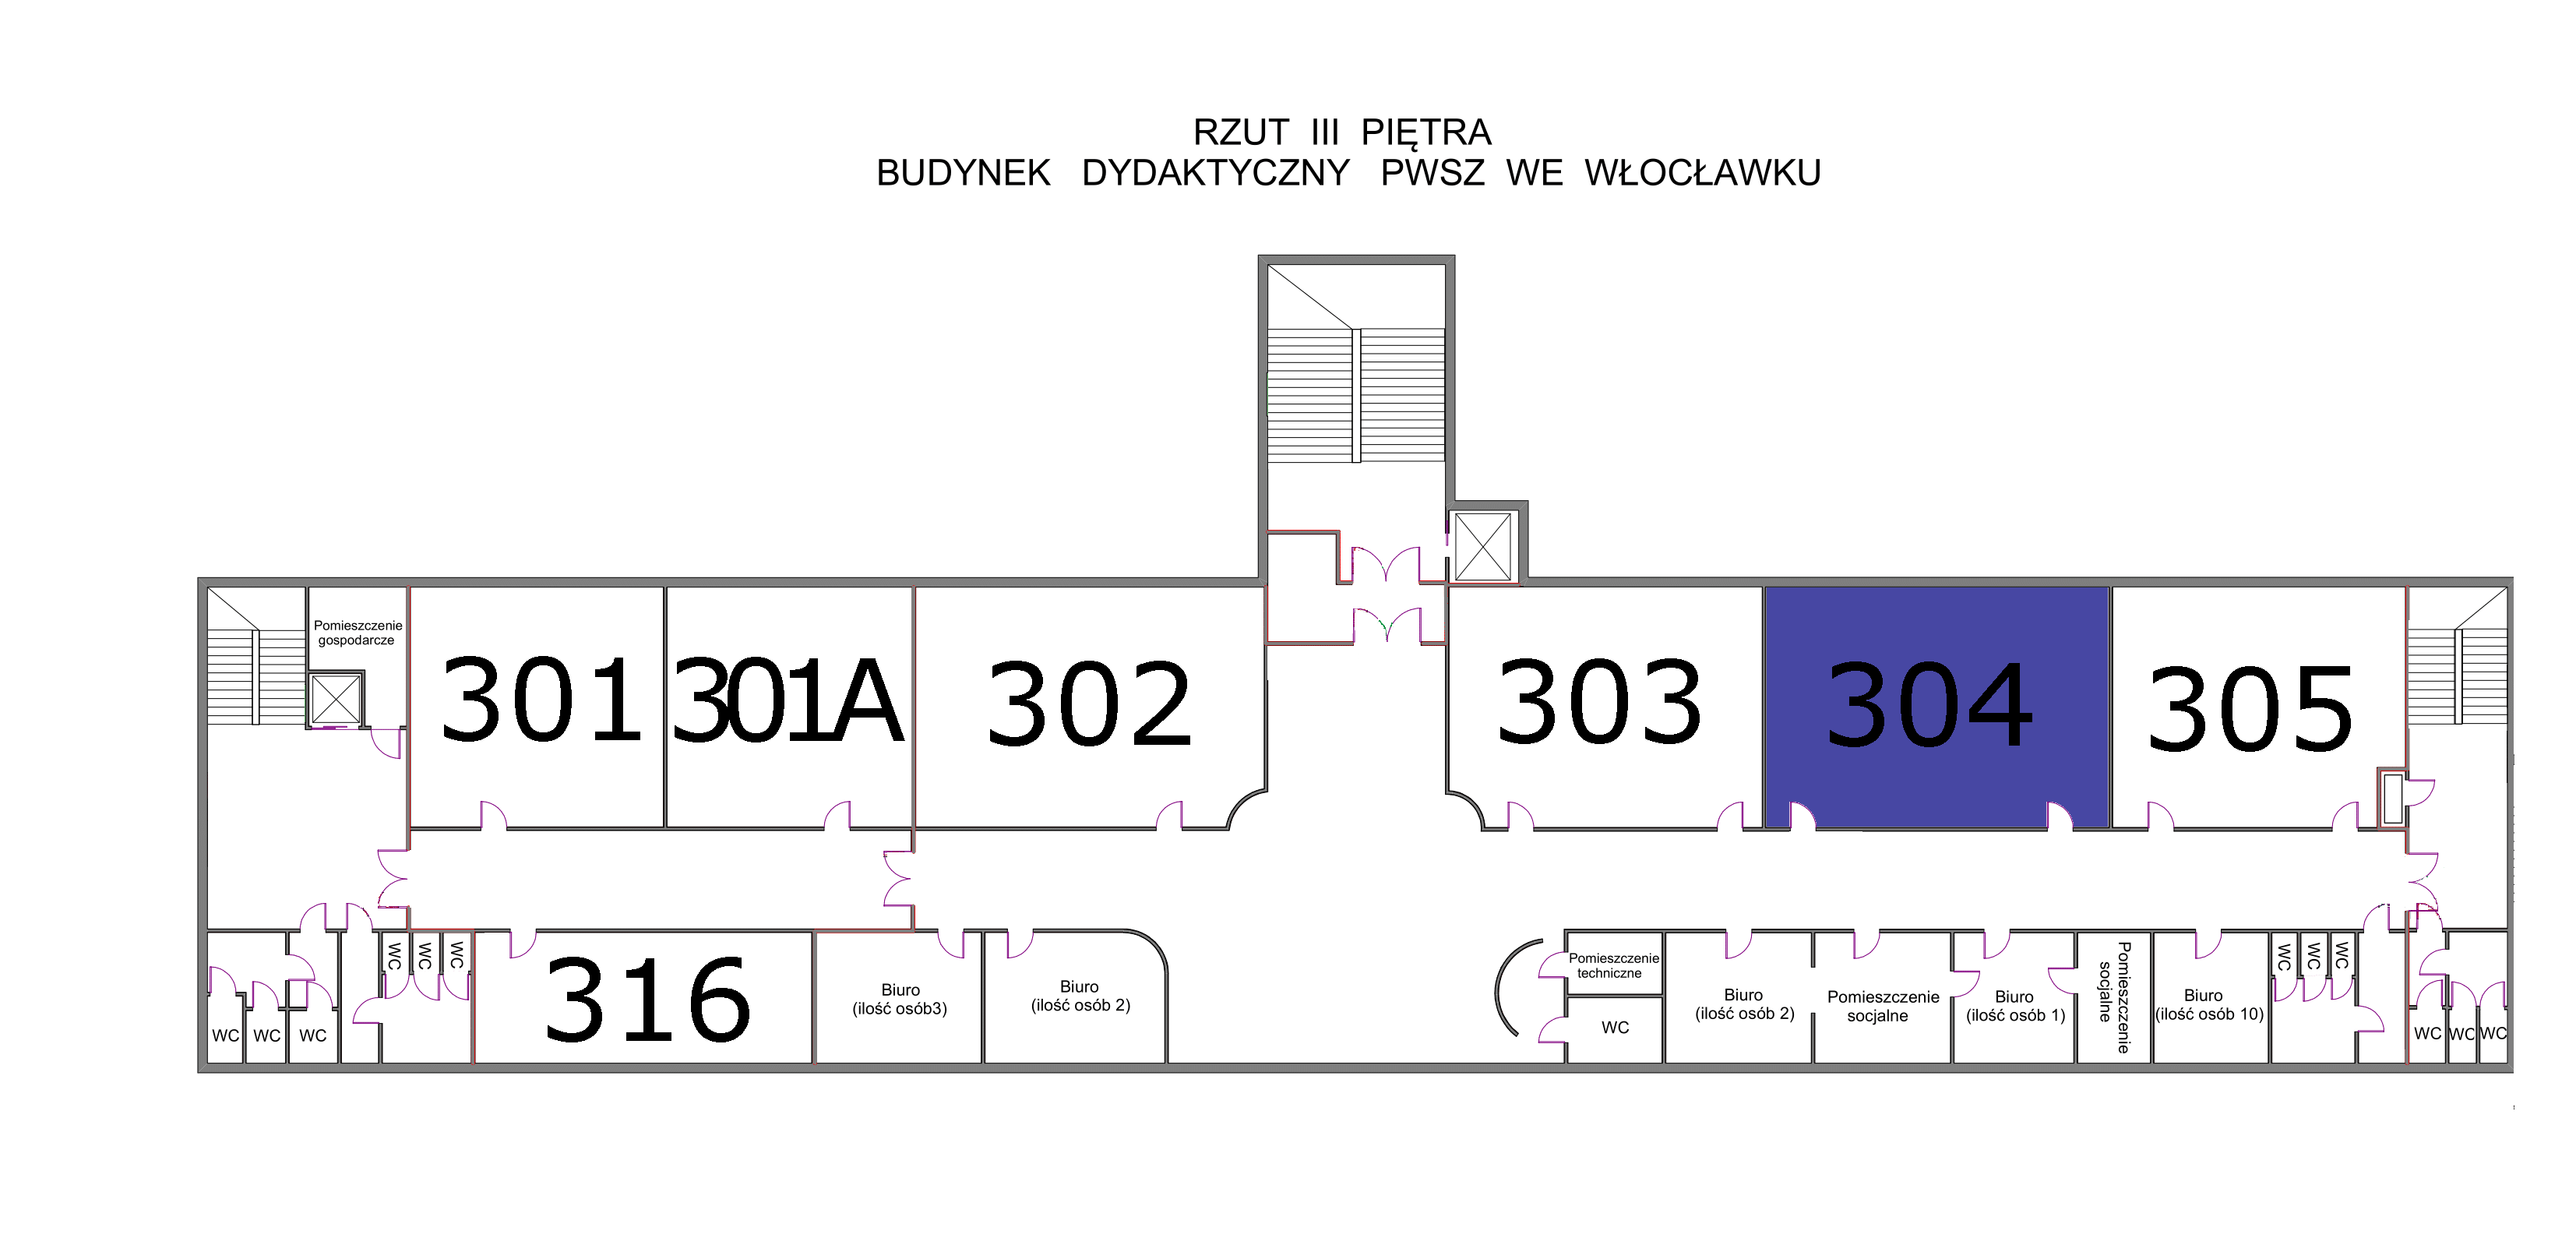 RZUT III PIĘTRA
BUDYNEK DYDAKTYCZNY PWSZ WE WŁOCŁAWKU
Pomieszczenie
gospodarcze
301
301A
302
303
304
305
WC
WC
WC
WC
WC
WC
316
Biuro
(ilość osób3)
Biuro
(ilość osób 2)
Pomieszczenie
techniczne
WC
Biuro
(ilość osób 2)
Pomieszczenie
socjalne
Biuro
(ilość osób 1)
Pomieszczenie
socjalne
Biuro
(ilość osób 10)
WC
WC
WC
WC
WC
WC